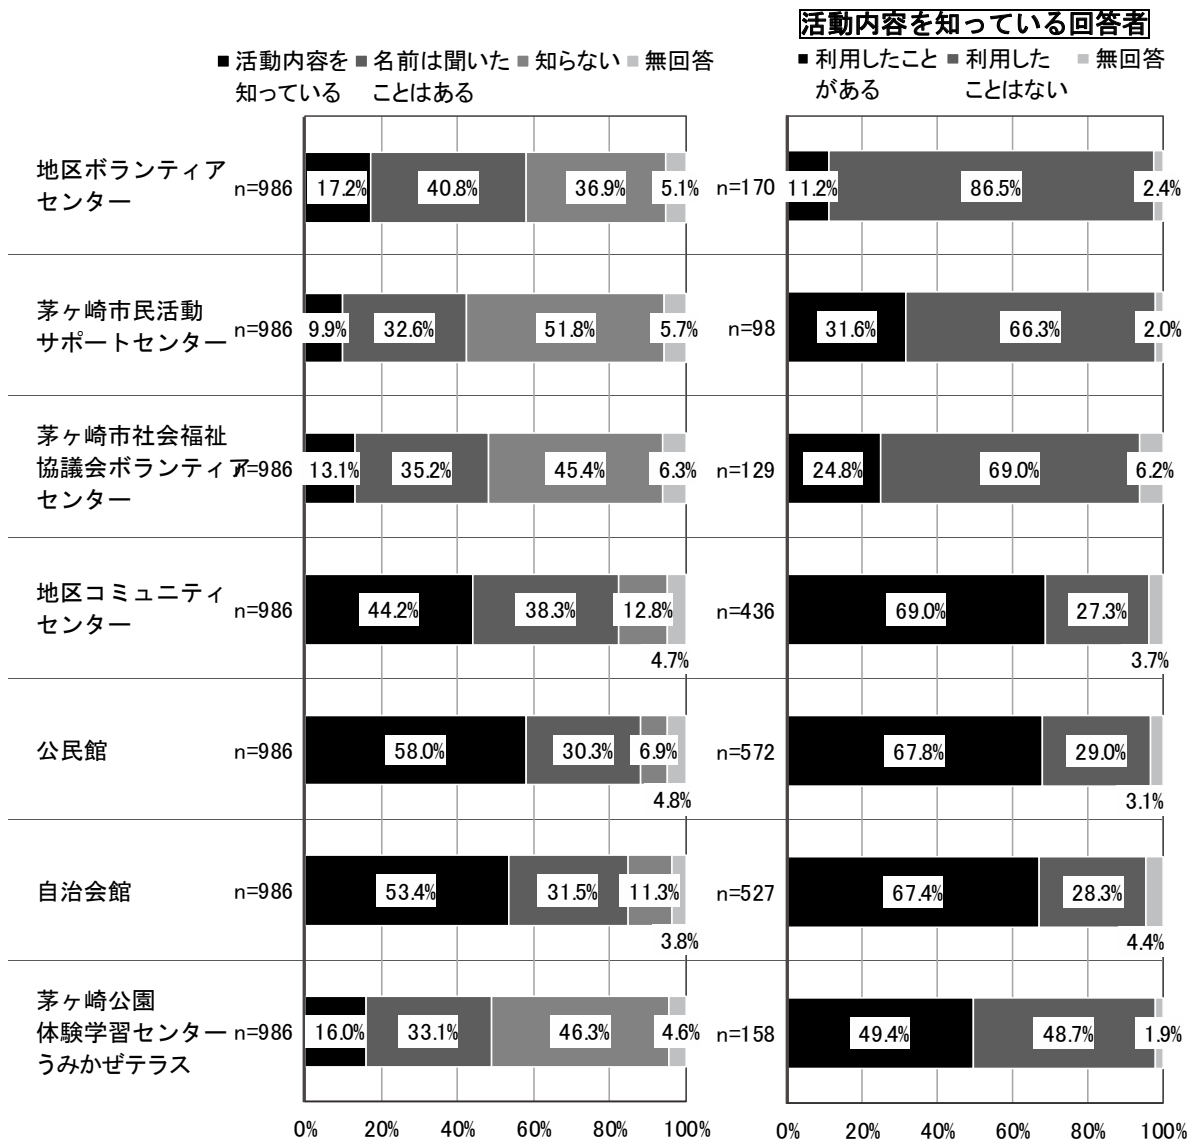 活動内容を知っている回答者
■ 活動内容を ■ 名前は聞いた ■ 知らない ■ 無回答
知っている ことはある
■ 利用したこと ■ 利用した ■ 無回答
がある ことはない
地区ボランティア
センター
n=986 17.2% 40.8% 36.9% 5.1%
n=170 11.2% 86.5% 2.4%
茅ヶ崎市民活動
サポートセンター
n=986 9.9% 32.6% 51.8% 5.7%
n=98 31.6% 66.3% 2.0%
茅ヶ崎市社会福祉
協議会ボランティア
センター
n=986 13.1% 35.2% 45.4% 6.3%
n=129 24.8% 69.0% 6.2%
地区コミュニティ
センター
n=986 44.2% 38.3% 12.8%
4.7%
n=436 69.0% 27.3%
3.7%
公民館
n=986 58.0% 30.3% 6.9%
4.8%
n=572 67.8% 29.0%
3.1%
自治会館
n=986 53.4% 31.5% 11.3%
3.8%
n=527 67.4% 28.3%
4.4%
茅ヶ崎公園
体験学習センター
うみかぜテラス
n=986 16.0% 33.1% 46.3% 4.6%
n=158 49.4% 48.7% 1.9%
0% 20% 40% 60% 80% 100%
0% 20% 40% 60% 80% 100%